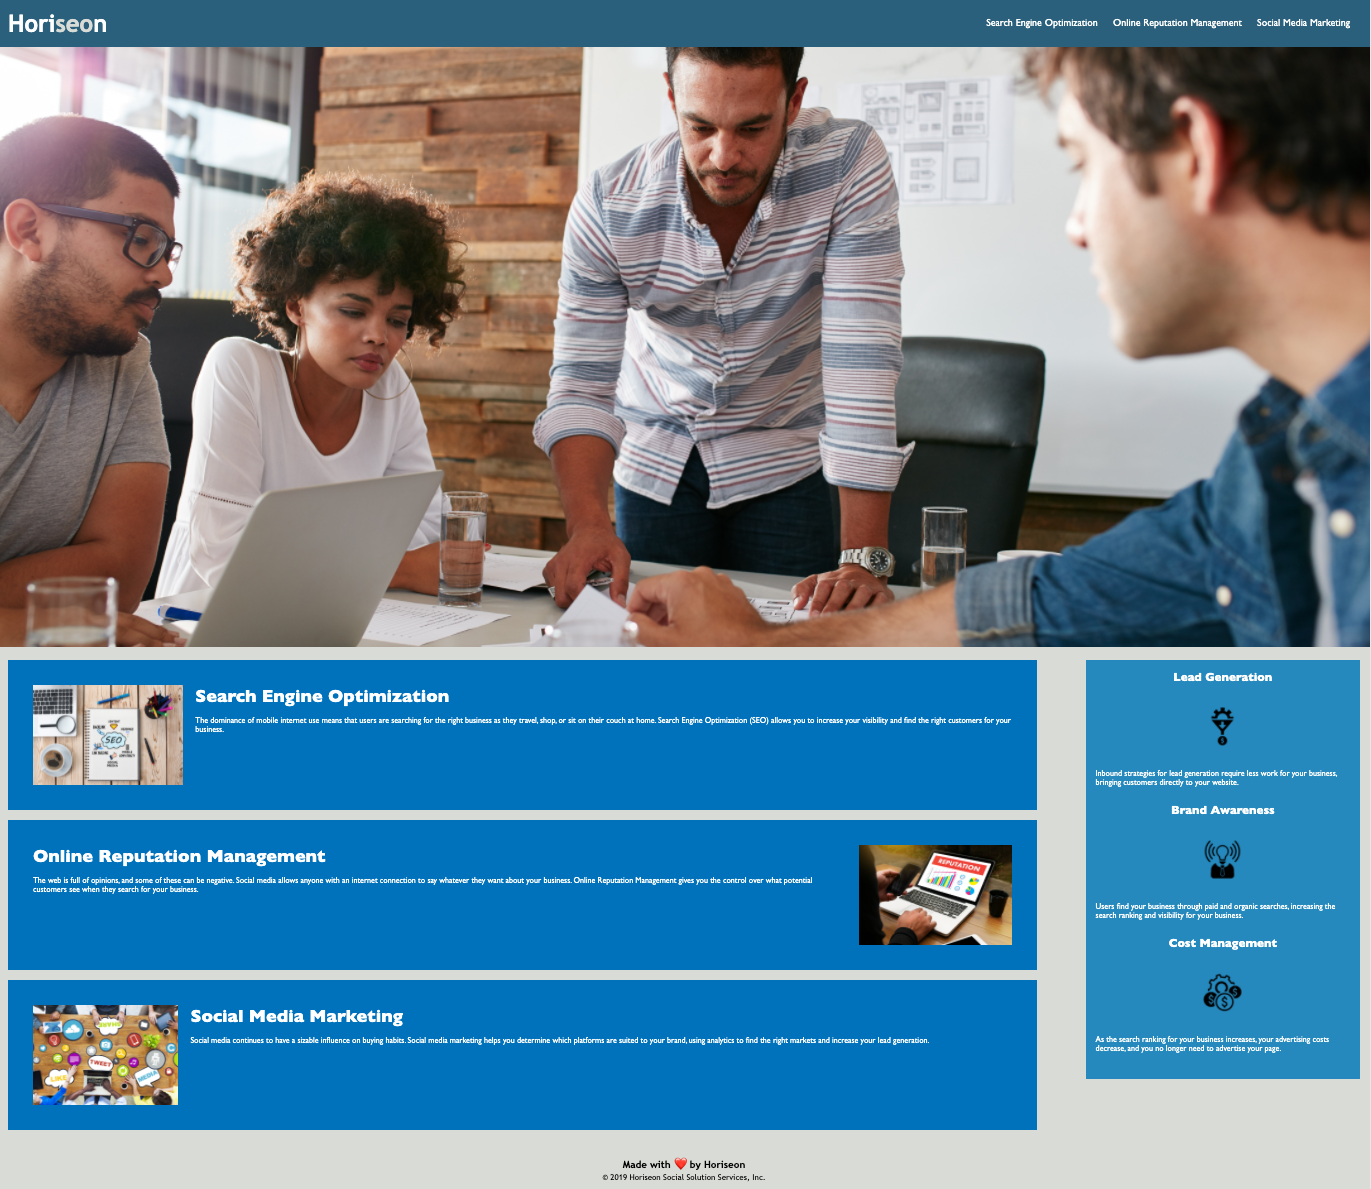 Horiseon
Search Engine Optimization
Online Reputation Management
Social Media Marketing
Search Engine Optimization
The dominance of mobile internet use means that users are searching for the right business as they travel, shop, or sit on their couch at home. Search Engine Optimization (SEO) allows you to increase your visibility and find the right customers for your
business.
SEO
Online Reputation Management
The web is full of opinions, and some of these can be negative. Social media allows anyone with an internet connection to say whatever they want about your business. Online Reputation Management gives you the control over what potential
customers see when they search for your business.
REPUTATION
Social Media Marketing
Social media continues to have a sizable influence on buying habits. Social media marketing helps you determine which platforms are suited to your brand, using analytics to find the right markets and increase your lead generation.
SHARE
TWEET
LIKE
MEDIA
Lead Generation
Inbound strategies for lead generation require less work for your business,
bringing customers directly to your website.
Brand Awareness
Users find your business through paid and organic searches, increasing the
search ranking and visibility for your business.
Cost Management
As the search ranking for your business increases, your advertising costs
decrease, and you no longer need to advertise your page.
Made with ❤️ by Horiseon
© 2019 Horiseon Social Solution Services, Inc.